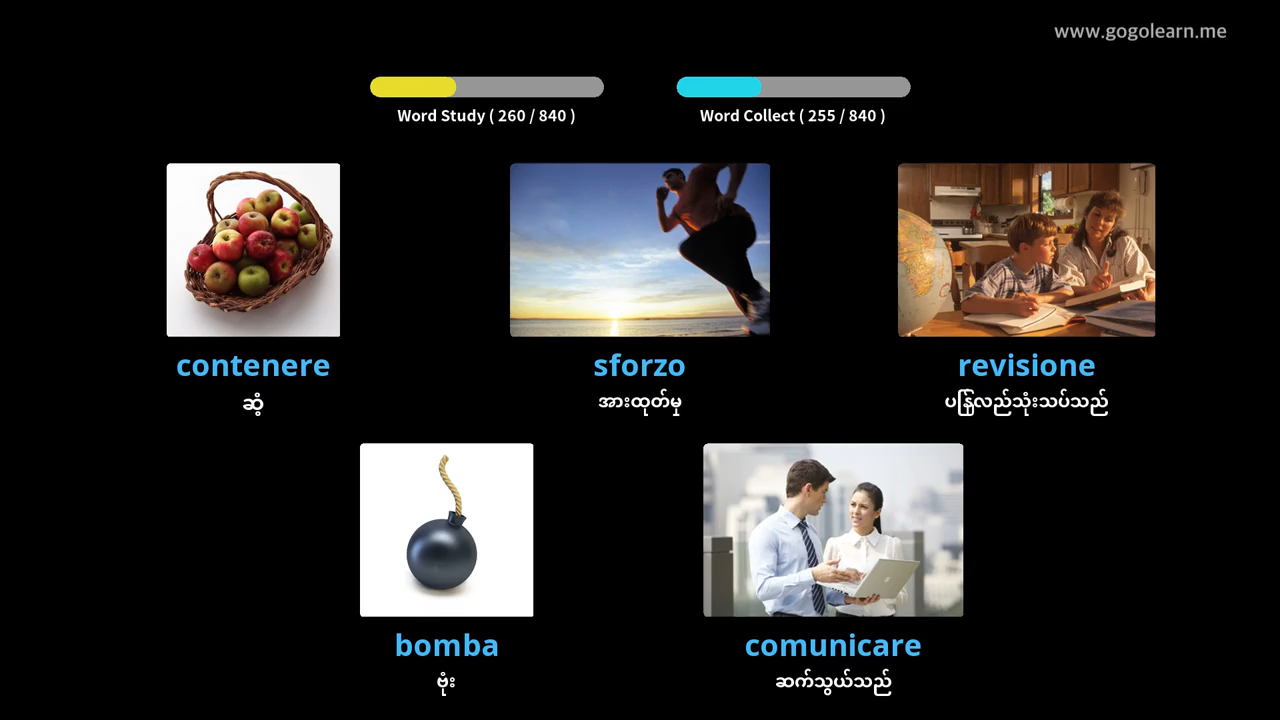 www.gogolearn.me
Word Study ( 260 / 840 )
Word Collect ( 255 / 840 )
contenere
ဆံ့
sforzo
အားထုတ်မှု
revisione
ပြန်လည်သုံးသပ်သည်
bomba
ဗုံး
comunicare
ဆက်သွယ်သည်